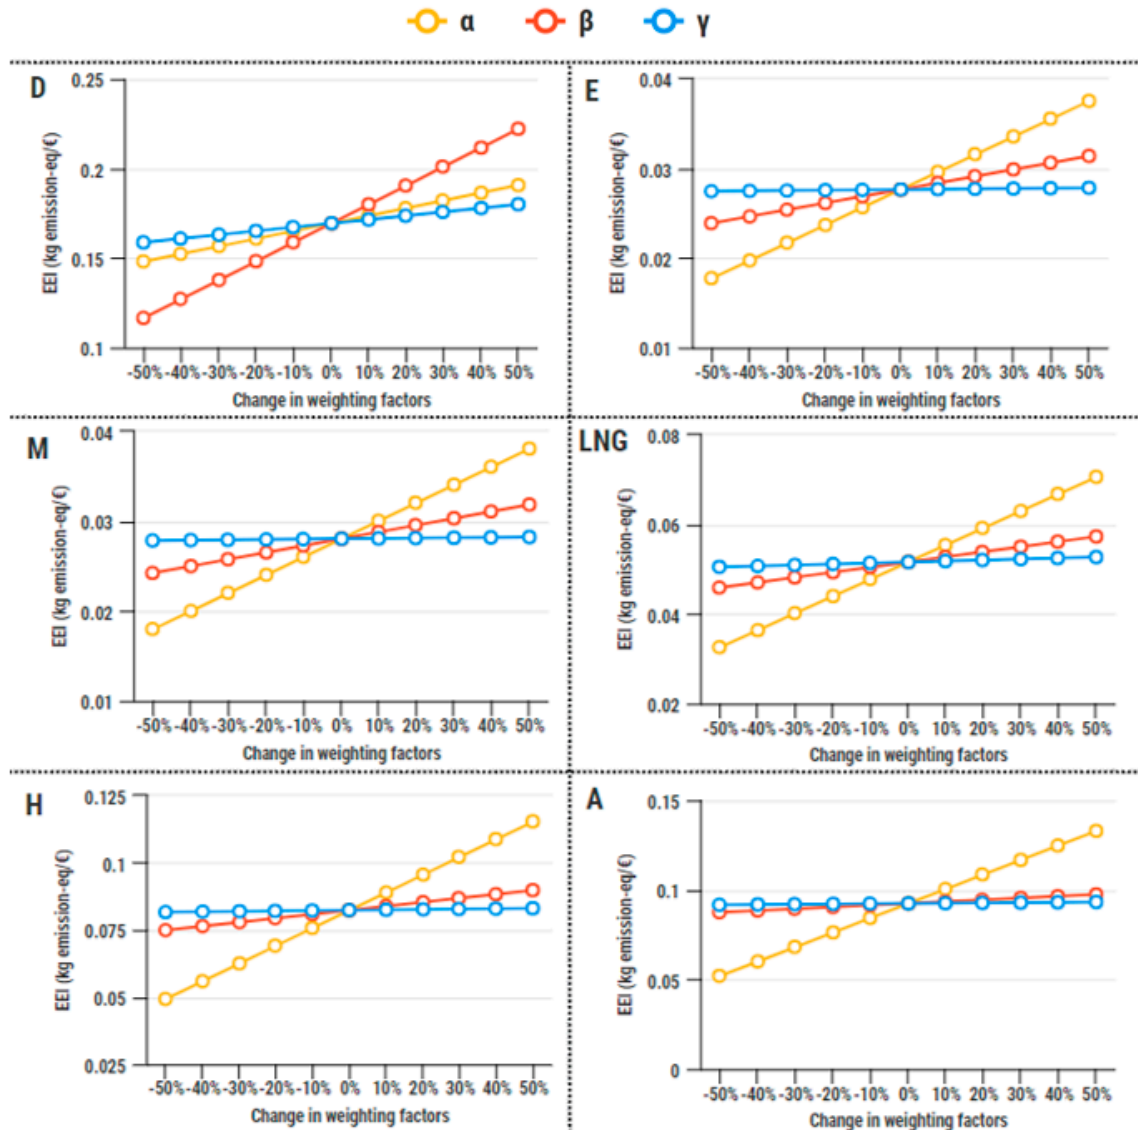 α β γ
D
0.25
0.2
0.15
0.1
EEI (kg emission-eq/€)
-50% -40% -30% -20% -10% 0% 10% 20% 30% 40% 50%
Change in weighting factors
E
0.04
0.03
0.02
0.01
EEI (kg emission-eq/€)
-50% -40% -30% -20% -10% 0% 10% 20% 30% 40% 50%
Change in weighting factors
M
0.04
0.03
0.02
0.01
EEI (kg emission-eq/€)
-50% -40% -30% -20% -10% 0% 10% 20% 30% 40% 50%
Change in weighting factors
LNG
0.08
0.06
0.04
0.02
EEI (kg emission-eq/€)
-50% -40% -30% -20% -10% 0% 10% 20% 30% 40% 50%
Change in weighting factors
H
0.125
0.1
0.075
0.05
0.025
EEI (kg emission-eq/€)
-50% -40% -30% -20% -10% 0% 10% 20% 30% 40% 50%
Change in weighting factors
A
0.15
0.1
0.05
0
EEI (kg emission-eq/€)
-50% -40% -30% -20% -10% 0% 10% 20% 30% 40% 50%
Change in weighting factors